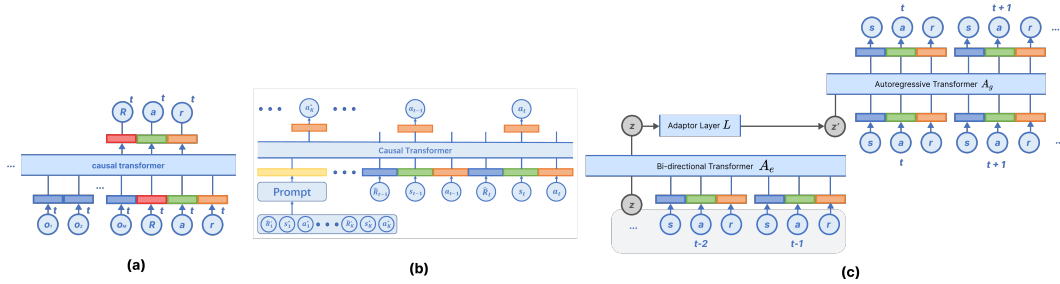 R t a t r t
... causal transformer
...
o₁ t o₂ t o_M t R t a t r t
(a)
• • • a*_K • • • a_{t-1} a_t
Causal Transformer
• • •
Prompt R̂_{t-1} s_{t-1} a_{t-1} R̂_t s_t a_t
R̂*_1 s*_1 a*_1 • • • R̂*_K s*_K a*_K
(b)
t t + 1
s a r s a r ...
Autoregressive Transformer A_g
s a r s a r ...
t t + 1
z Adaptor Layer L z'
Bi-directional Transformer A_e
z
... s a r s a r
t-2 t-1
(c)